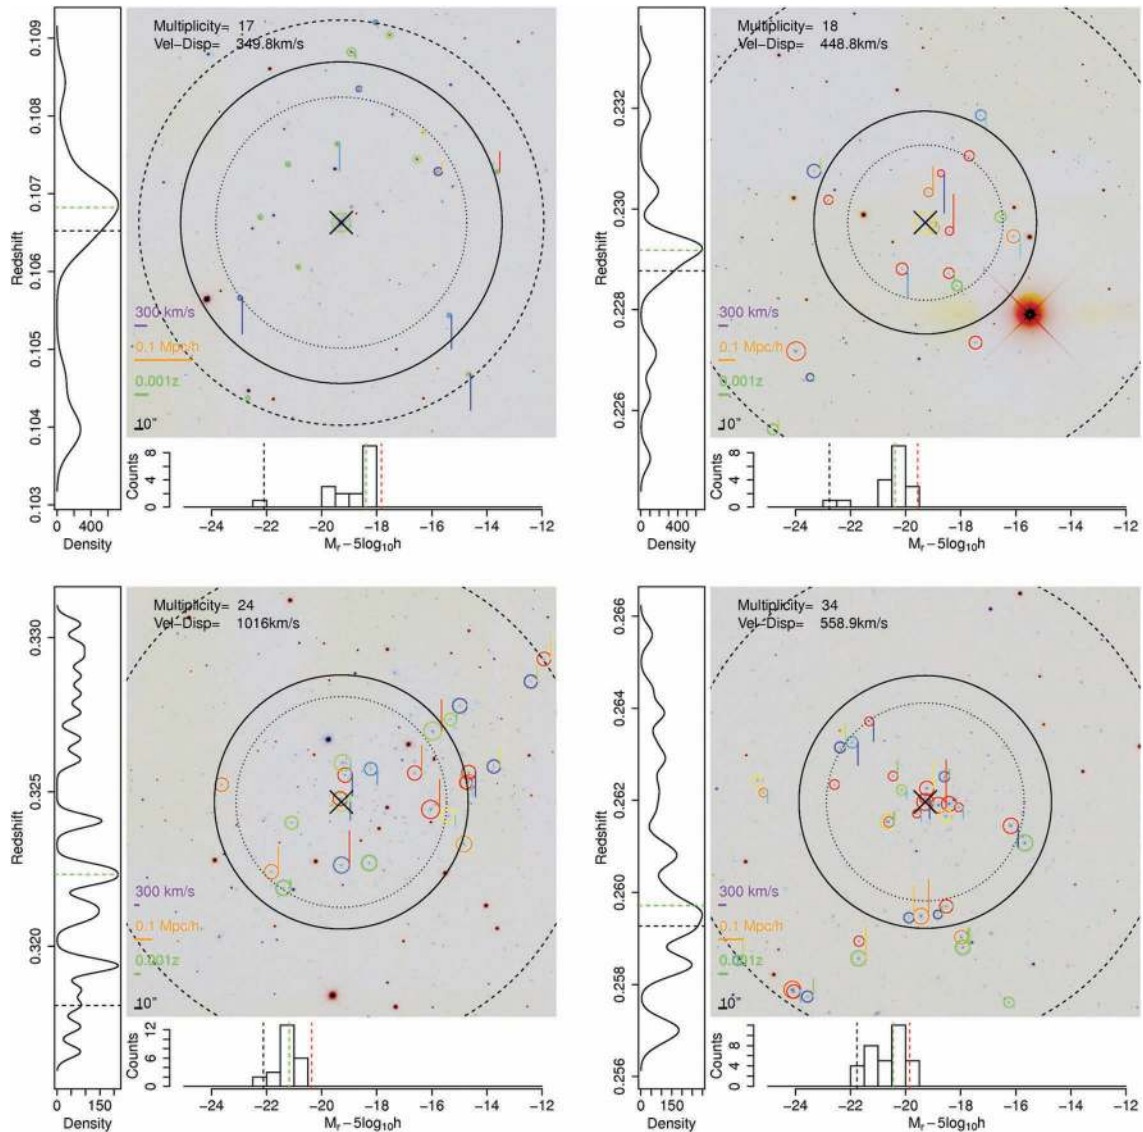 Multiplicity= 17
Vel-Disp= 349.8km/s
0.109
0.108
0.107
0.106
0.105
0.104
0.103
Redshift
0 400
Density
300 km/s
0.1 Mpc/h
0.001z
10"
Counts
8
4
0
-24 -22 -20 -18 -16 -14 -12
Mr-5log10h
Multiplicity= 18
Vel-Disp= 448.8km/s
0.232
0.230
0.228
0.226
Redshift
0 400
Density
300 km/s
0.1 Mpc/h
0.001z
10"
Counts
8
4
0
-24 -22 -20 -18 -16 -14 -12
Mr-5log10h
Multiplicity= 24
Vel-Disp= 1016km/s
0.330
0.325
0.320
Redshift
0 150
Density
300 km/s
0.1 Mpc/h
0.001z
10"
Counts
12
6
0
-24 -22 -20 -18 -16 -14 -12
Mr-5log10h
Multiplicity= 34
Vel-Disp= 558.9km/s
0.266
0.264
0.262
0.260
0.258
0.256
Redshift
0 150
Density
300 km/s
0.1 Mpc/h
0.001z
10"
Counts
8
4
0
-24 -22 -20 -18 -16 -14 -12
Mr-5log10h